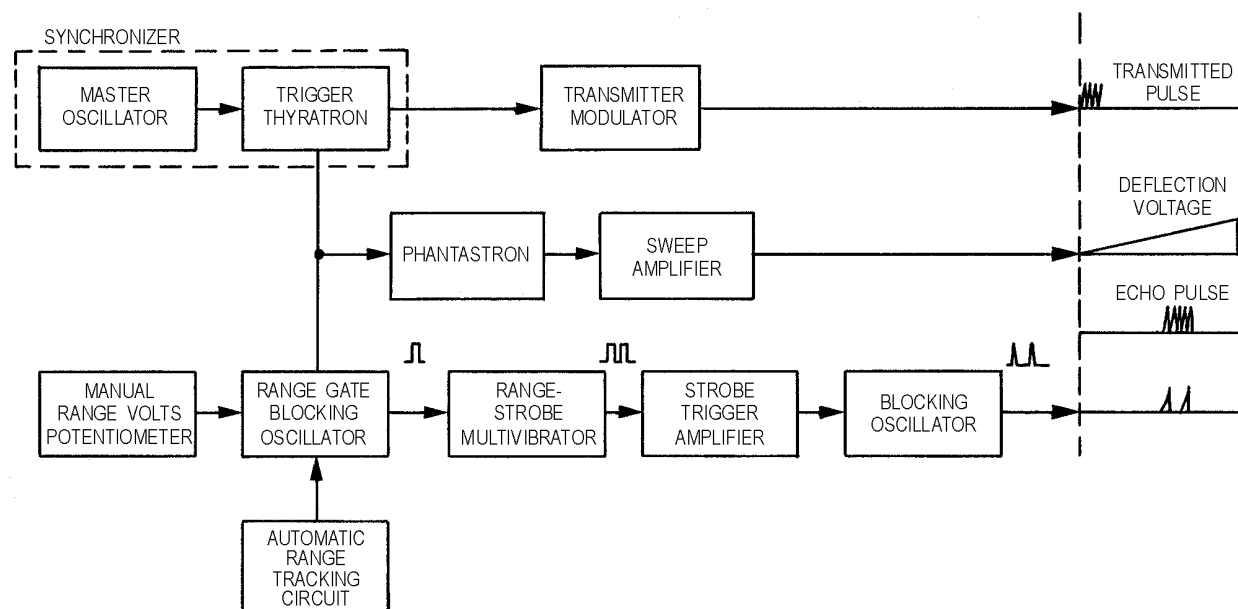 SYNCHRONIZER
MASTER
OSCILLATOR
TRIGGER
THYRATRON
TRANSMITTER
MODULATOR
TRANSMITTED
PULSE
DEFLECTION
VOLTAGE
PHANTASTRON
SWEEP
AMPLIFIER
ECHO PULSE
MANUAL
RANGE VOLTS
POTENTIOMETER
RANGE GATE
BLOCKING
OSCILLATOR
RANGE-
STROBE
MULTIVIBRATOR
STROBE
TRIGGER
AMPLIFIER
BLOCKING
OSCILLATOR
AUTOMATIC
RANGE
TRACKING
CIRCUIT